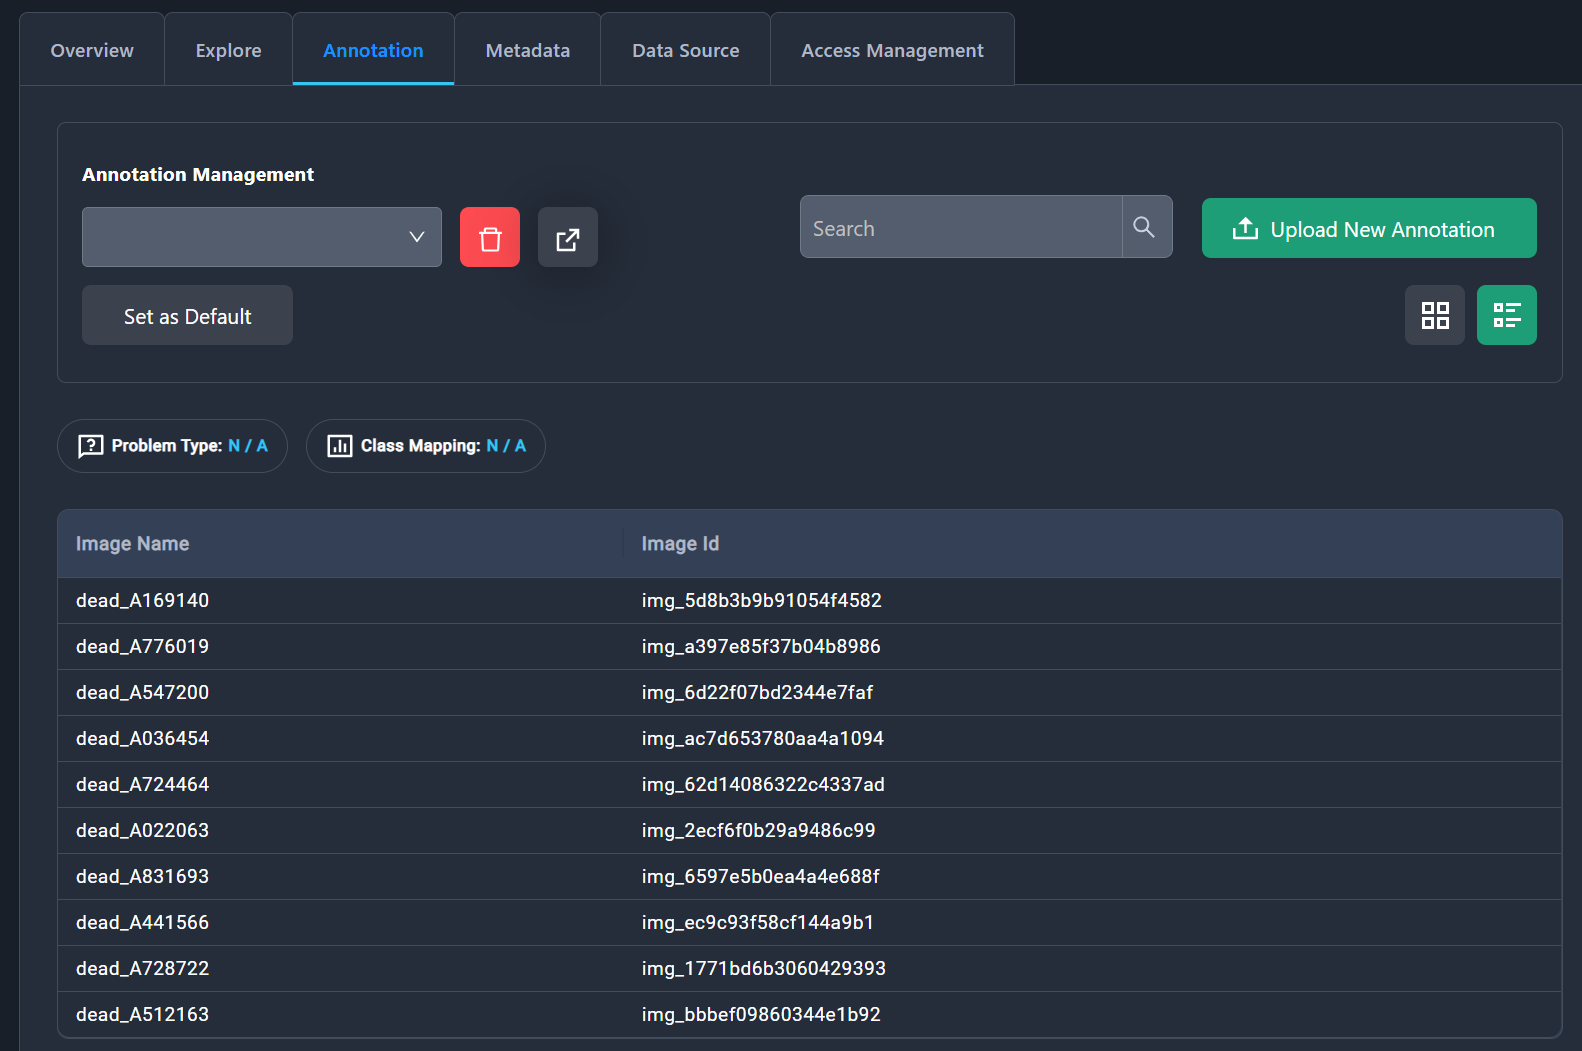 Overview Explore Annotation Metadata Data Source Access Management
Annotation Management
Search
Upload New Annotation
Set as Default
Problem Type: N / A Class Mapping: N / A
Image Name Image Id
dead_A169140 img_5d8b3b9b91054f4582
dead_A776019 img_a397e85f37b04b8986
dead_A547200 img_6d22f07bd2344e7faf
dead_A036454 img_ac7d653780aa4a1094
dead_A724464 img_62d14086322c4337ad
dead_A022063 img_2ecf6f0b29a9486c99
dead_A831693 img_6597e5b0ea4a4e688f
dead_A441566 img_ec9c93f58cf144a9b1
dead_A728722 img_1771bd6b3060429393
dead_A512163 img_bbbef09860344e1b92